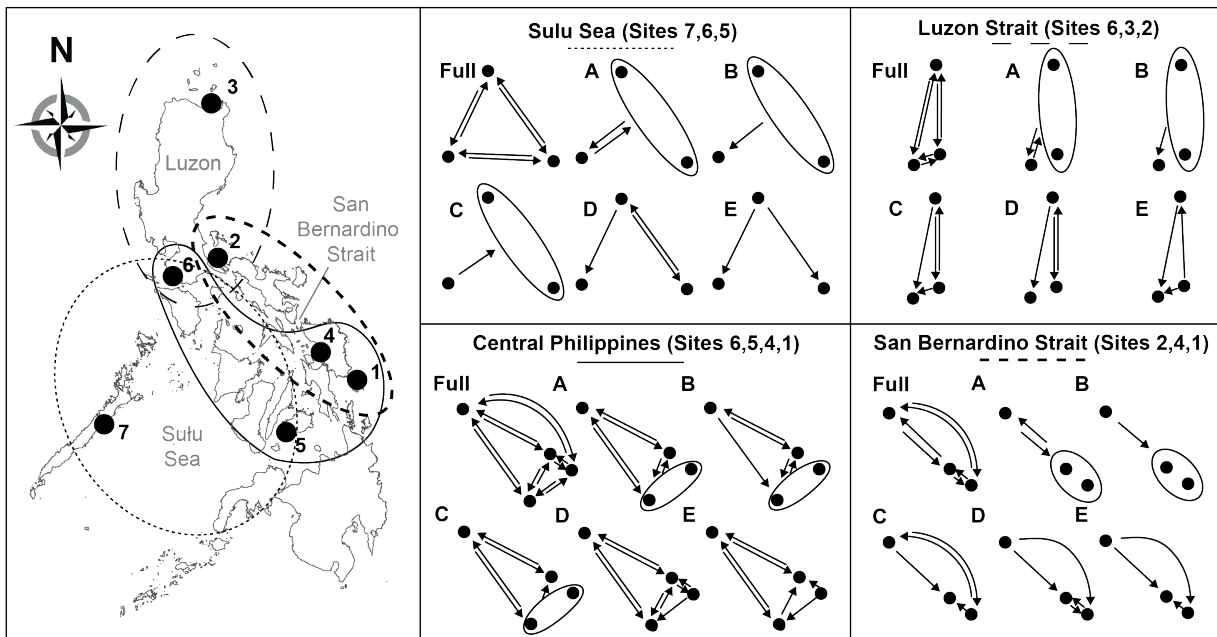 N
3
Luzon
San
Bernardino
Strait
2
6
4
1
7
5
Sulu
Sea
Sulu Sea (Sites 7,6,5)
Full
A
B
C
D
E
Luzon Strait (Sites 6,3,2)
Full
A
B
C
D
E
Central Philippines (Sites 6,5,4,1)
Full
A
B
C
D
E
San Bernardino Strait (Sites 2,4,1)
Full
A
B
C
D
E